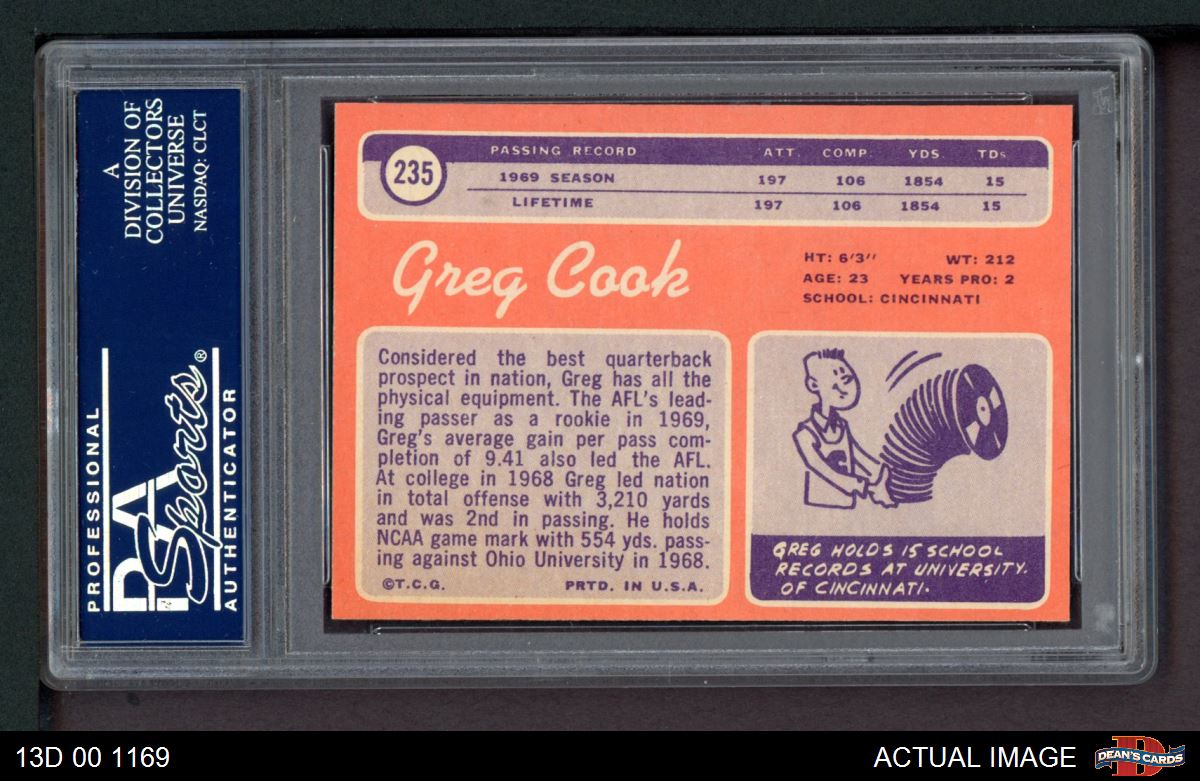 A
DIVISION OF
COLLECTORS
UNIVERSE
NASDAQ: CLCT
PROFESSIONAL
PSA
Sports®
AUTHENTICATOR
235
PASSING RECORD ATT. COMP. YDS. TDs.
1969 SEASON 197 106 1854 15
LIFETIME 197 106 1854 15
Greg Cook
HT: 6'3'' WT: 212
AGE: 23 YEARS PRO: 2
SCHOOL: CINCINNATI
Considered the best quarterback
prospect in nation, Greg has all the
physical equipment. The AFL's lead-
ing passer as a rookie in 1969,
Greg's average gain per pass com-
pletion of 9.41 also led the AFL.
At college in 1968 Greg led nation
in total offense with 3,210 yards
and was 2nd in passing. He holds
NCAA game mark with 554 yds. pass-
ing against Ohio University in 1968.
©T.C.G. PRTD. IN U.S.A.
C
GREG HOLDS 15 SCHOOL
RECORDS AT UNIVERSITY.
OF CINCINNATI.
13D 00 1169
ACTUAL IMAGE
D
DEAN'S CARDS